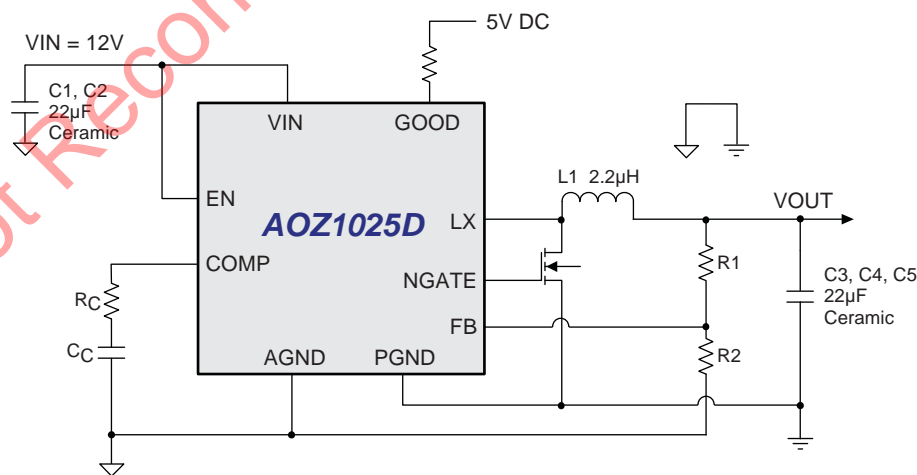 5V DC
VIN = 12V
C1, C2
22µF
Ceramic
VIN
GOOD
EN
AOZ1025D
LX
L1 2.2µH
VOUT
COMP
NGATE
R1
C3, C4, C5
22µF
Ceramic
RC
FB
CC
AGND
PGND
R2